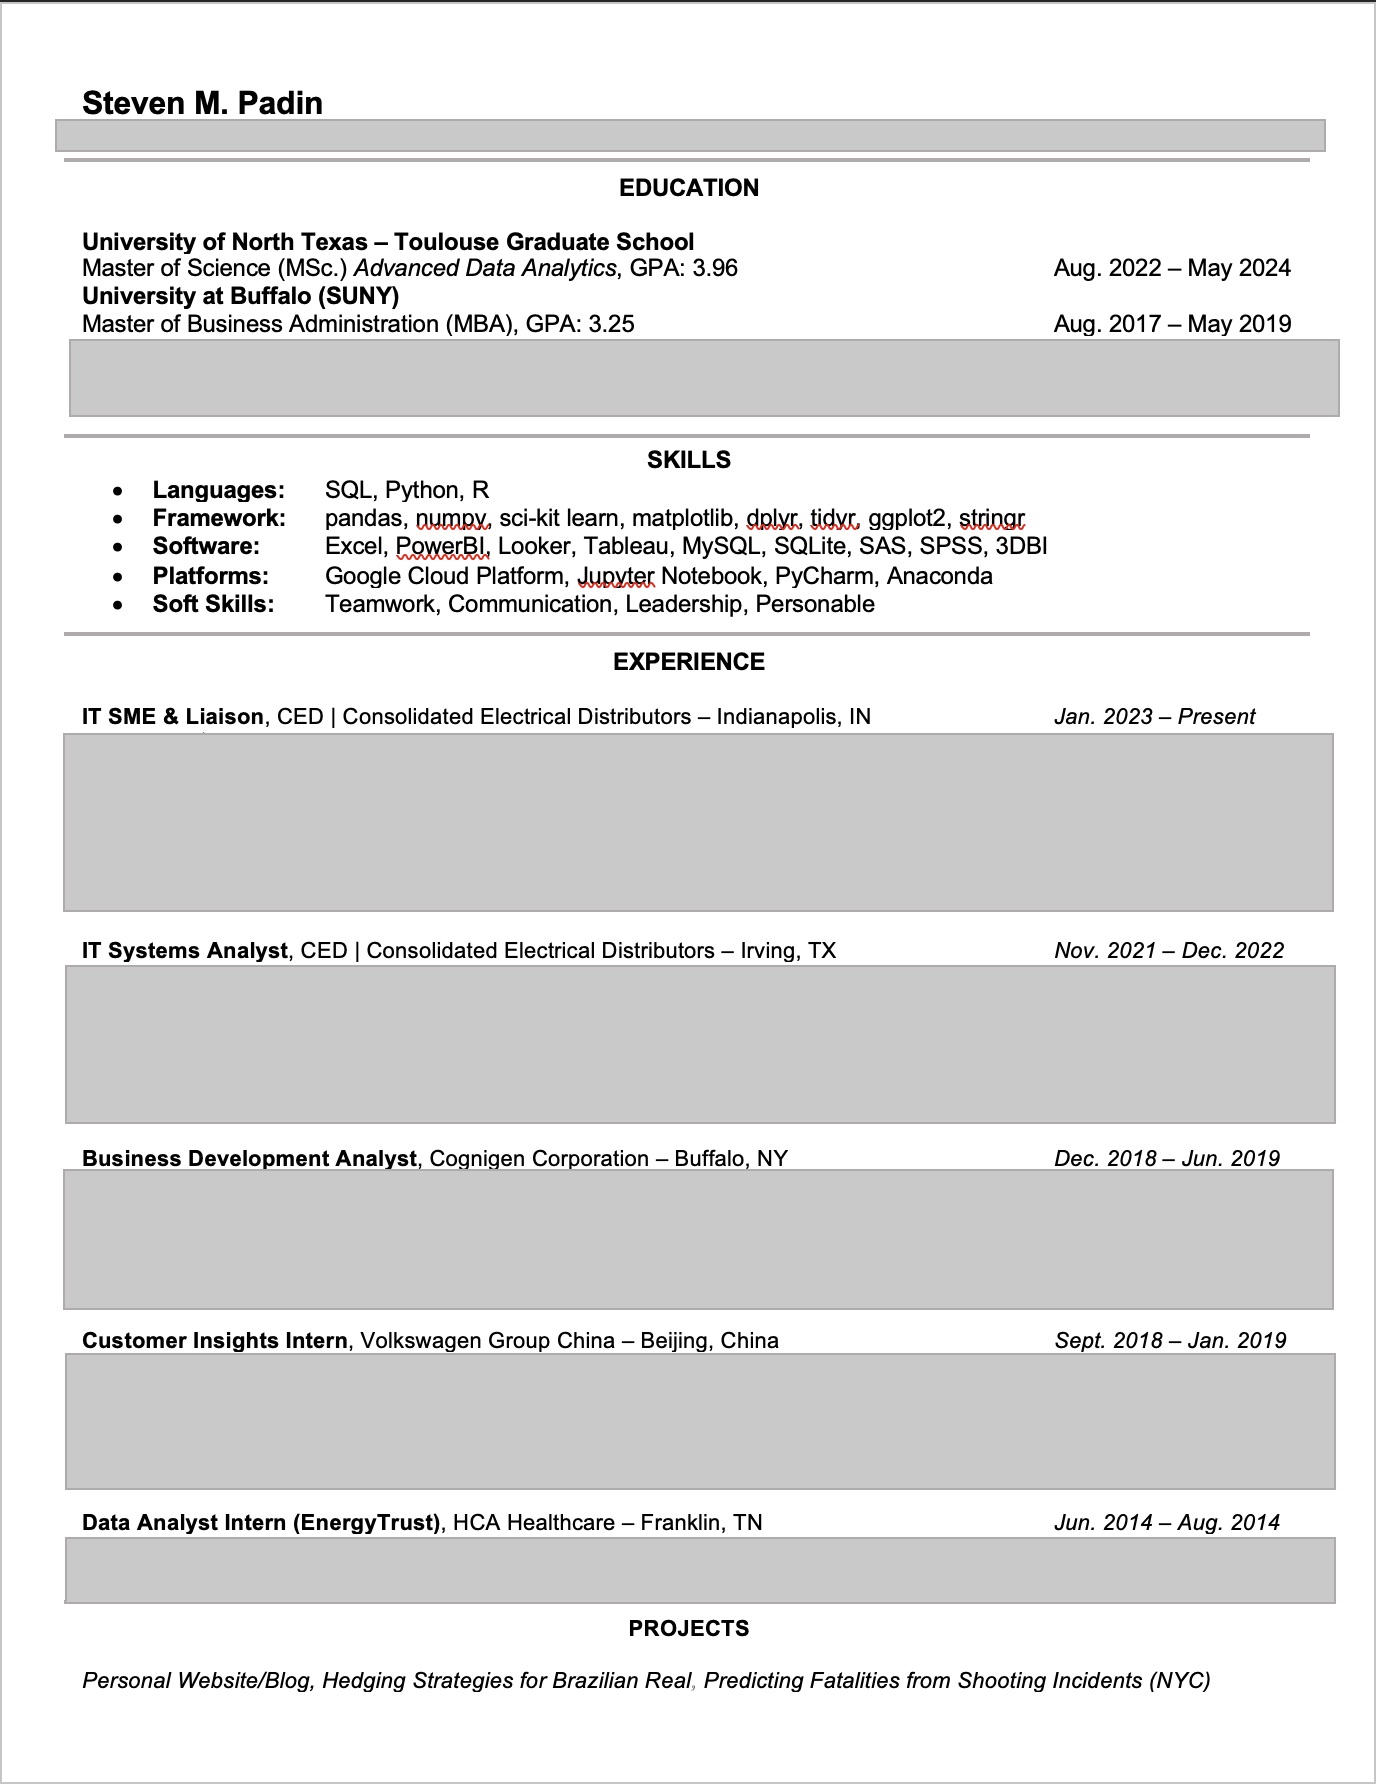 Steven M. Padin
EDUCATION
University of North Texas – Toulouse Graduate School
Master of Science (MSc.) Advanced Data Analytics, GPA: 3.96 Aug. 2022 – May 2024
University at Buffalo (SUNY)
Master of Business Administration (MBA), GPA: 3.25 Aug. 2017 – May 2019
SKILLS
• Languages: SQL, Python, R
• Framework: pandas, numpy, sci-kit learn, matplotlib, dplyr, tidyr, ggplot2, stringr
• Software: Excel, PowerBI, Looker, Tableau, MySQL, SQLite, SAS, SPSS, 3DBI
• Platforms: Google Cloud Platform, Jupyter Notebook, PyCharm, Anaconda
• Soft Skills: Teamwork, Communication, Leadership, Personable
EXPERIENCE
IT SME & Liaison, CED | Consolidated Electrical Distributors – Indianapolis, IN Jan. 2023 – Present
IT Systems Analyst, CED | Consolidated Electrical Distributors – Irving, TX Nov. 2021 – Dec. 2022
Business Development Analyst, Cognigen Corporation – Buffalo, NY Dec. 2018 – Jun. 2019
Customer Insights Intern, Volkswagen Group China – Beijing, China Sept. 2018 – Jan. 2019
Data Analyst Intern (EnergyTrust), HCA Healthcare – Franklin, TN Jun. 2014 – Aug. 2014
PROJECTS
Personal Website/Blog, Hedging Strategies for Brazilian Real, Predicting Fatalities from Shooting Incidents (NYC)